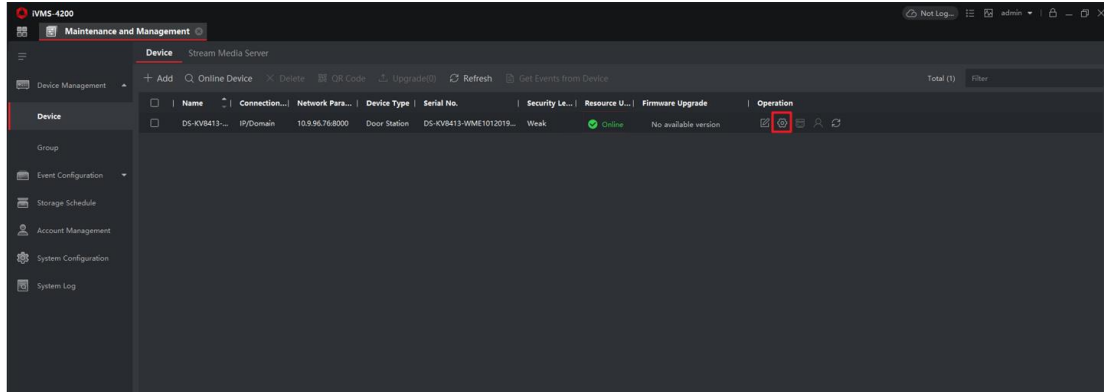 iVMS-4200
Not Log... admin
Maintenance and Management
Device Stream Media Server
Device Management
+ Add Online Device Delete QR Code Upgrade(0) Refresh Get Events from Device Total (1) Filter
Name Connection... Network Para... Device Type Serial No. Security Le... Resource U... Firmware Upgrade Operation
Device
DS-KV8413-... IP/Domain 10.9.96.76:8000 Door Station DS-KV8413-WME1012019... Weak Online No available version
Group
Event Configuration
Storage Schedule
Account Management
System Configuration
System Log